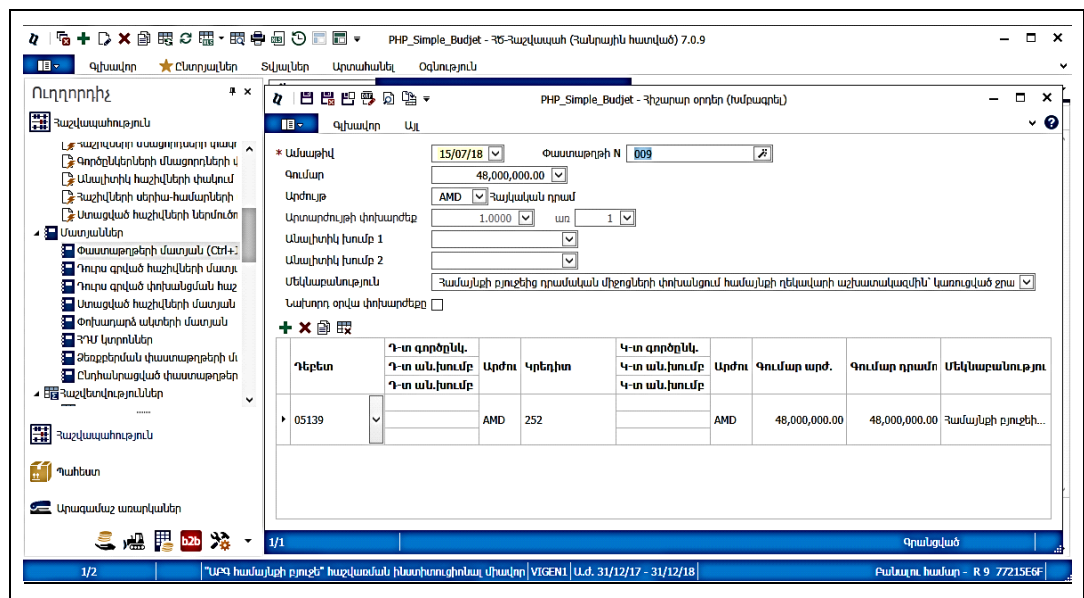 PHP_Simple_Budjet - ՀԾ-Հաշվապահ (Հանրային հատված) 7.0.9
Գլխավոր Ընտրյալներ Տվյալներ Արտահանել Օգնություն
Ուղղորդիչ
Հաշվապահություն
Գործընկերների մնացորդների վ
Անալիտիկ հաշիվների փակում
Հաշիվների սերիա-համարների
Ստացված հաշիվների ներմուծո
Մատյաններ
Փաստաթղթերի մատյան (Ctrl+
Դուրս գրված հաշիվների մատյ
Դուրս գրված փոխանցման հաշ
Ստացված հաշիվների մատյան
Փոխադարձ ակտերի մատյան
ՀԴՄ կտրոններ
Ձեռքբերման փաստաթղթերի մ
Ընդհանրացված փաստաթղթեր
Հաշվետվություններ
Հաշվապահություն
Պահեստ
Արագամաշ առարկաներ
b2b
PHP_Simple_Budjet - Հիշարար օրդեր (Խմբագրել)
Գլխավոր Այլ
* Ամսաթիվ 15/07/18 Փաստաթղթի N 009
Գումար 48,000,000.00
Արժույթ AMD Հայկական դրամ
Արտարժույթի փոխարժեք 1.0000 առ 1
Անալիտիկ խումբ 1
Անալիտիկ խումբ 2
Մեկնաբանություն Համայնքի բյուջեից դրամական միջոցների փոխանցում համայնքի ղեկավարի աշխատակազմին՝ կառուցված ջրա
Նախորդ օրվա փոխարժեքը
Դեբետ Դ-տ գործընկ. Դ-տ ան.խումբ Դ-տ ան.խումբ Արժու Կրեդիտ Կ-տ գործընկ. Կ-տ ան.խումբ Կ-տ ան.խումբ Արժու Գումար արժ. Գումար դրամո Մեկնաբանությու
05139 AMD 252 AMD 48,000,000.00 48,000,000.00 Համայնքի բյուջեի...
1/1 Գրանցված
1/2 "ԱԲԳ համայնքի բյուջե" հաշվառման ինստիտուցիոնալ միավոր VIGEN1 Ա.ժ. 31/12/17 - 31/12/18 Բանալու համար - R 9 77215E6F